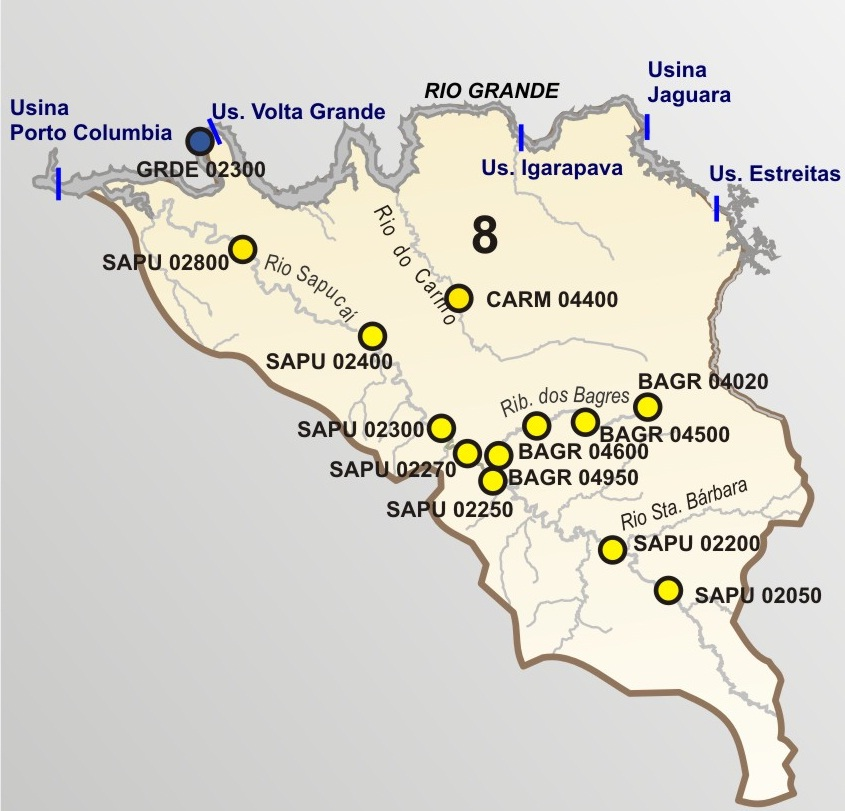 Usina
Jaguara
RIO GRANDE
Usina
Porto Columbia
Us. Volta Grande
GRDE 02300
Us. Igarapava
Us. Estreitas
Rio do Carmo
8
SAPU 02800
Rio Sapucaí
CARM 04400
SAPU 02400
BAGR 04020
Rib. dos Bagres
SAPU 02300
BAGR 04500
BAGR 04600
SAPU 02270
BAGR 04950
SAPU 02250
Rio Sta. Bárbara
SAPU 02200
SAPU 02050